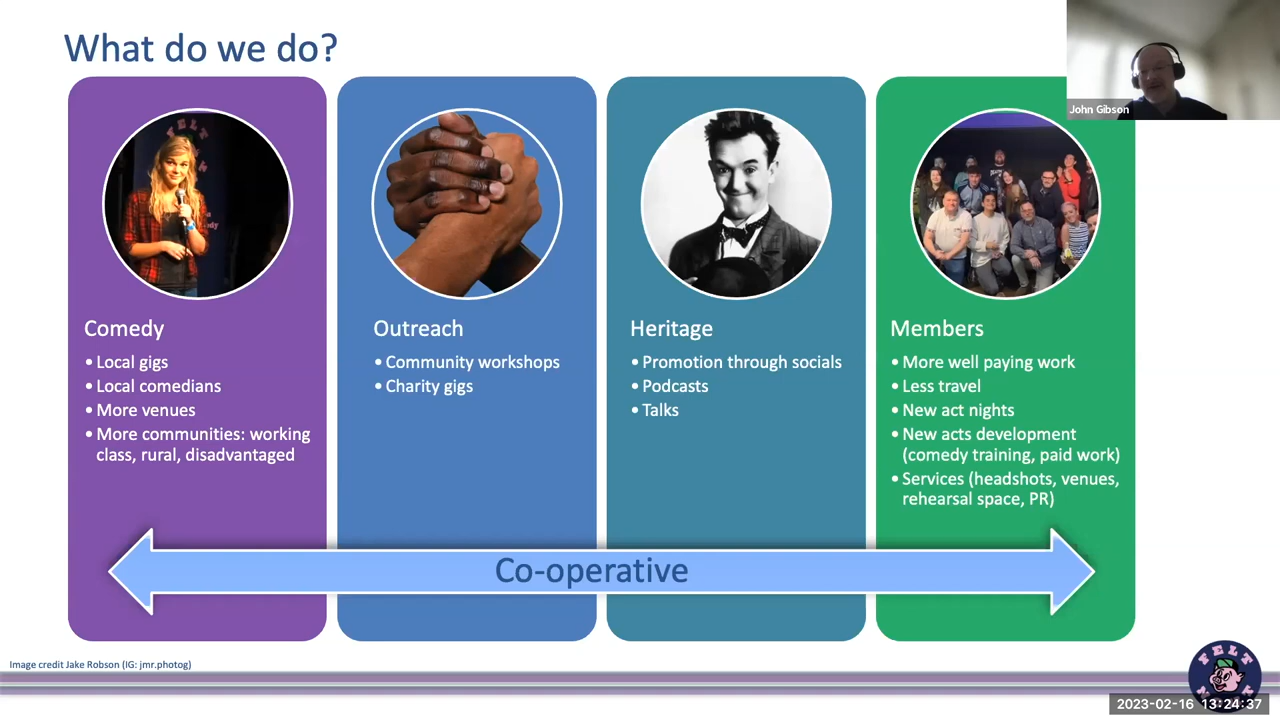 What do we do?
John Gibson
Comedy
• Local gigs
• Local comedians
• More venues
• More communities: working
class, rural, disadvantaged
Outreach
• Community workshops
• Charity gigs
Heritage
• Promotion through socials
• Podcasts
• Talks
Members
• More well paying work
• Less travel
• New act nights
• New acts development
(comedy training, paid work)
• Services (headshots, venues,
rehearsal space, PR)
Co-operative
Image credit Jake Robson (IG: jmr.photog)
FELT
2023-02-16 13:24:37